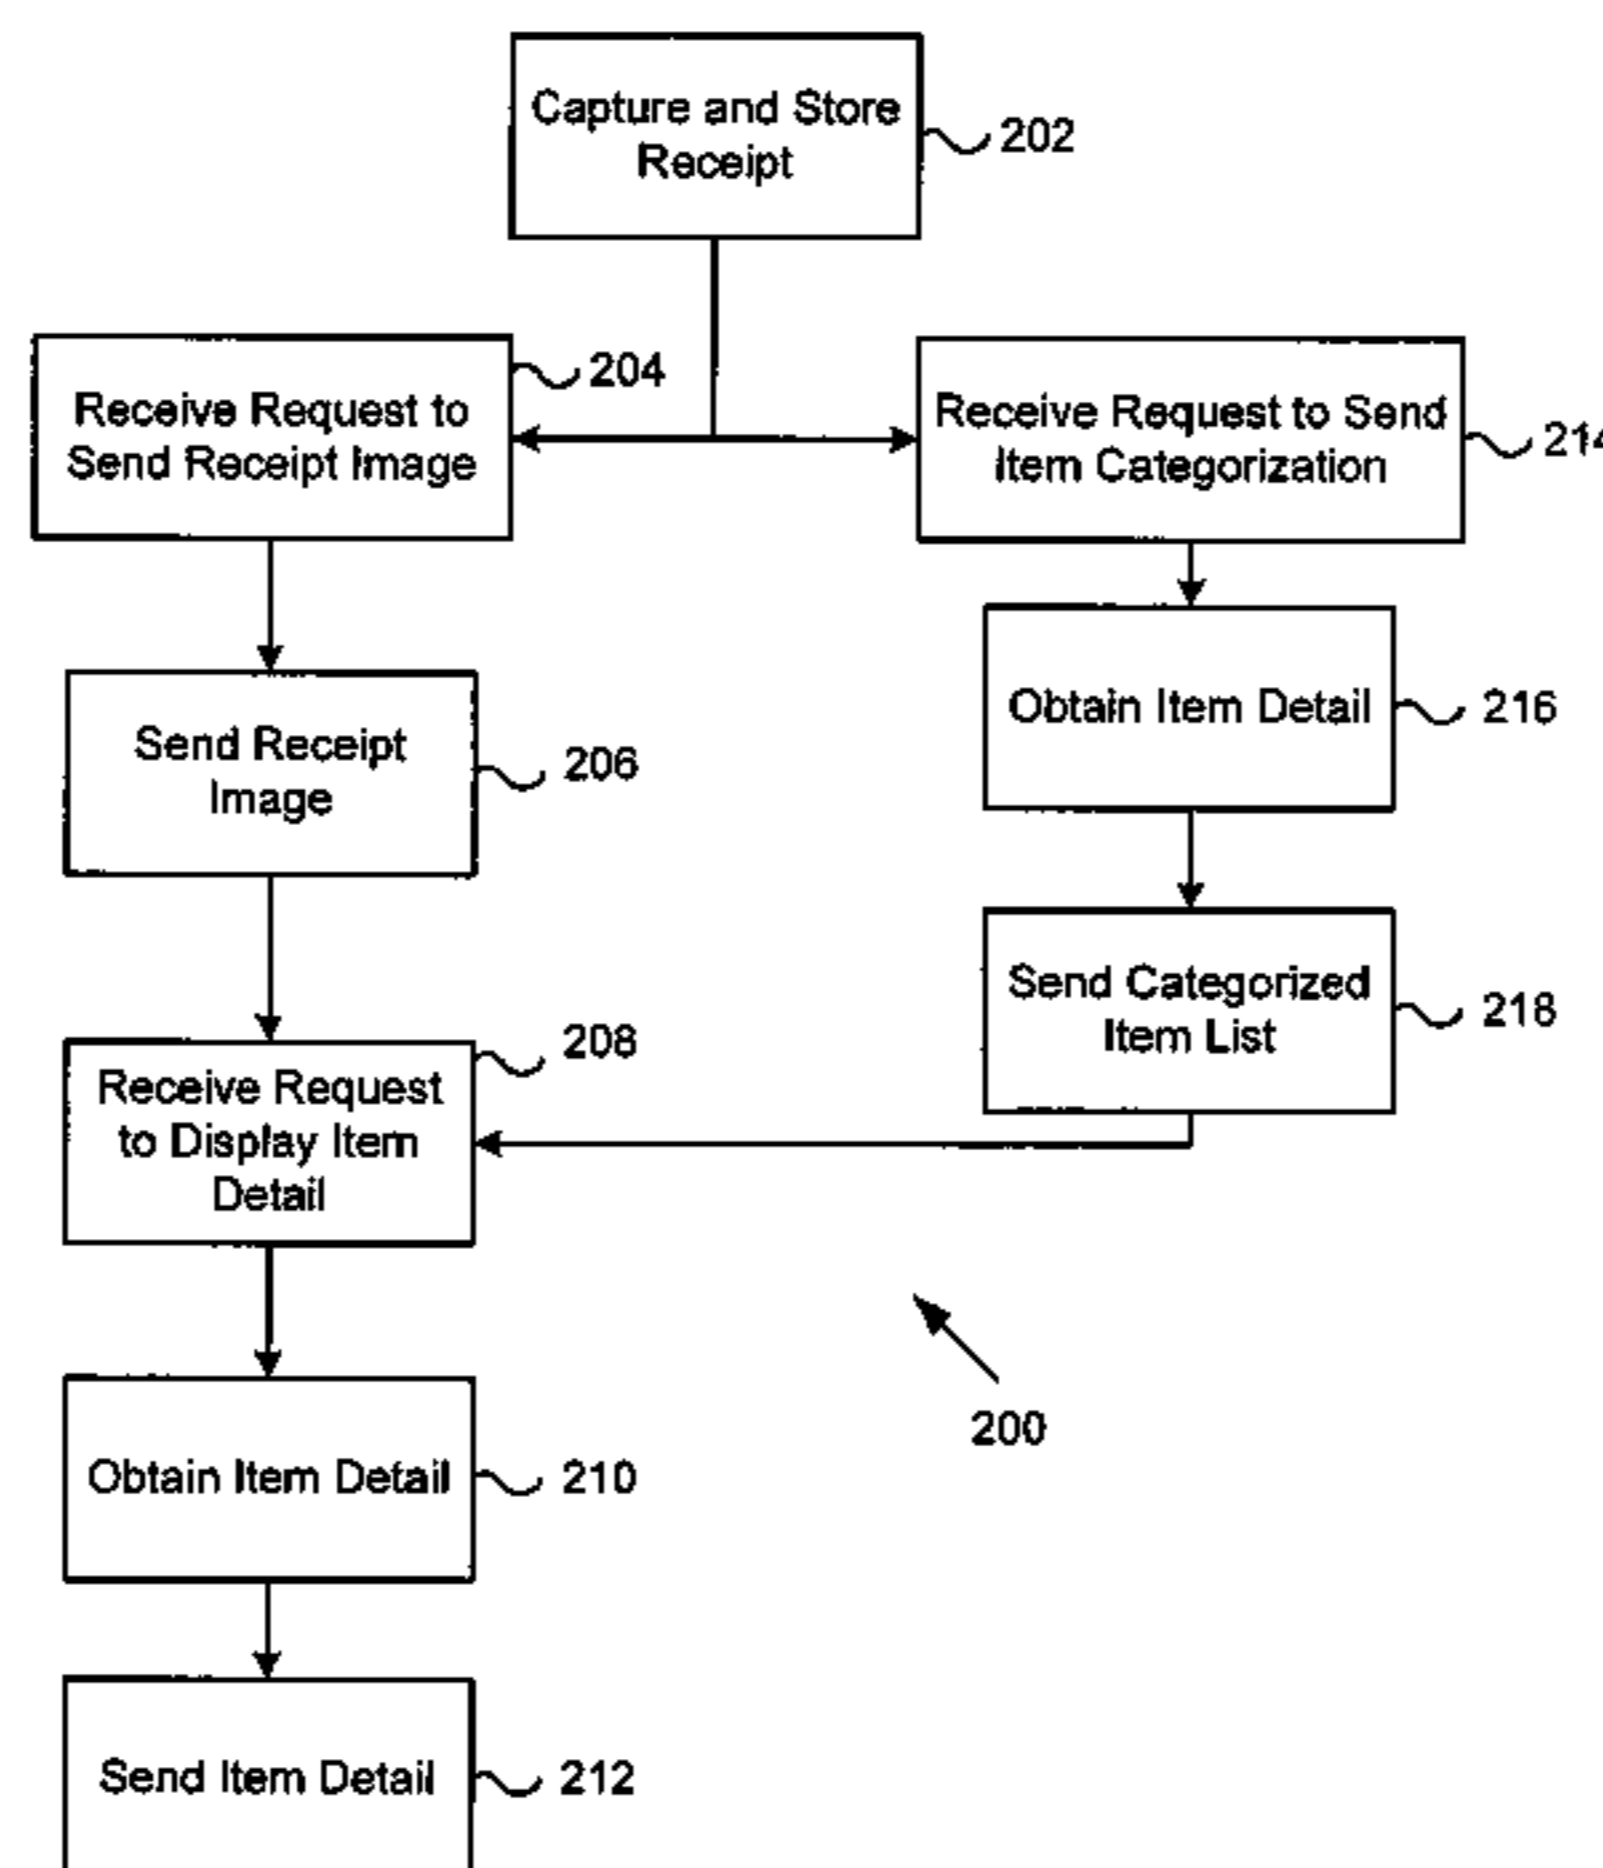 Capture and Store
Receipt
202
Receive Request to
Send Receipt Image
204
Receive Request to Send
Item Categorization
214
Send Receipt
Image
206
Obtain Item Detail
216
Send Categorized
Item List
218
Receive Request
to Display Item
Detail
208
200
Obtain Item Detail
210
Send Item Detail
212